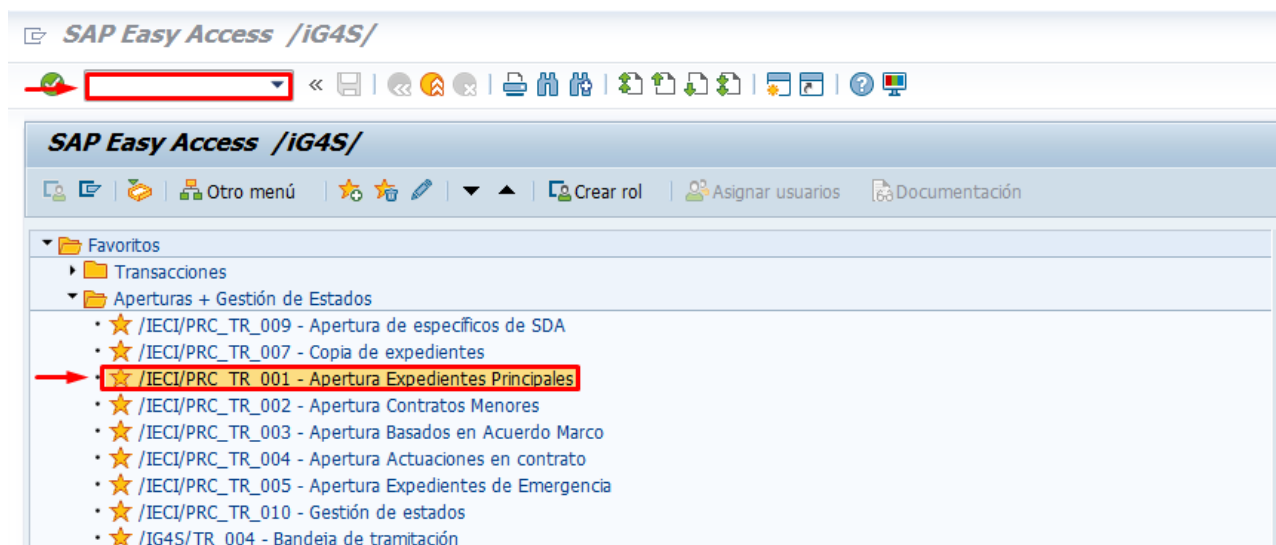 SAP Easy Access /iG4S/
SAP Easy Access /iG4S/
Otro menú Crear rol Asignar usuarios Documentación
Favoritos
Transacciones
Aperturas + Gestión de Estados
/IECI/PRC_TR_009 - Apertura de específicos de SDA
/IECI/PRC_TR_007 - Copia de expedientes
/IECI/PRC_TR_001 - Apertura Expedientes Principales
/IECI/PRC_TR_002 - Apertura Contratos Menores
/IECI/PRC_TR_003 - Apertura Basados en Acuerdo Marco
/IECI/PRC_TR_004 - Apertura Actuaciones en contrato
/IECI/PRC_TR_005 - Apertura Expedientes de Emergencia
/IECI/PRC_TR_010 - Gestión de estados
/IG4S/TR_004 - Bandeja de tramitación